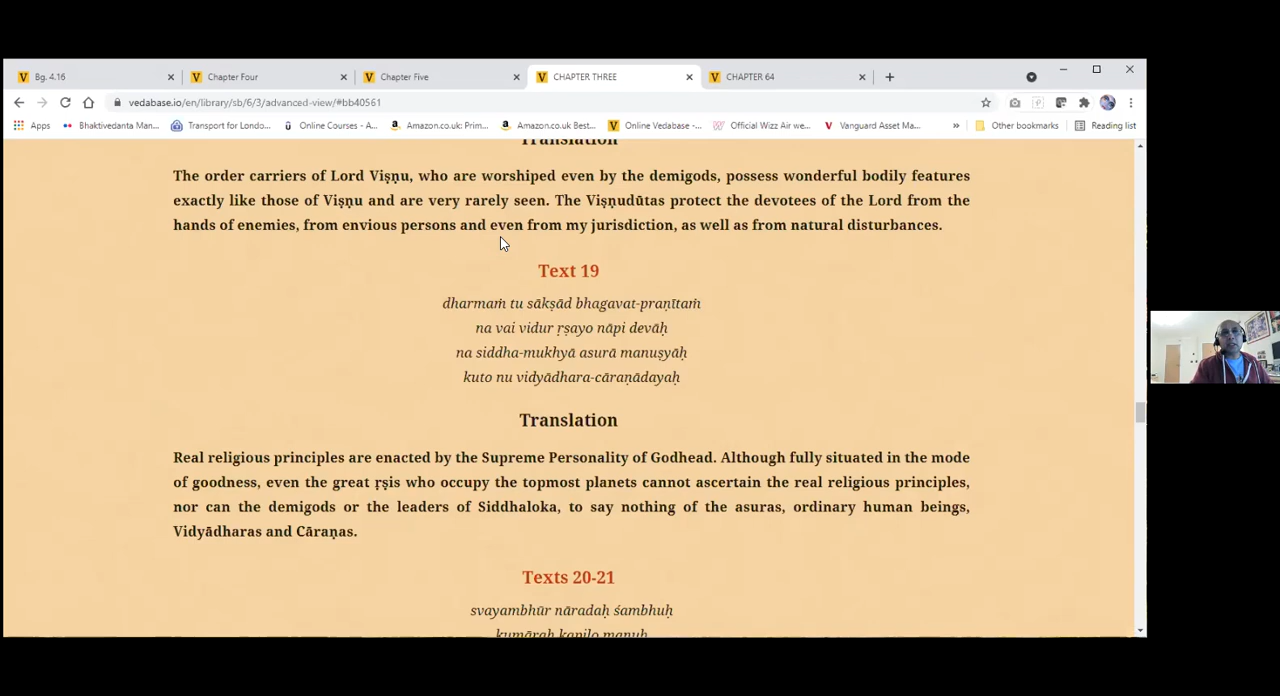 Bg. 4.16
Chapter Four
Chapter Five
CHAPTER THREE
CHAPTER 64
vedabase.io/en/library/sb/6/3/advanced-view/#bb40561
Apps
Bhaktivedanta Man...
Transport for Londo...
Online Courses - A...
Amazon.co.uk: Prim...
Amazon.co.uk Best...
Online Vedabase -...
Official Wizz Air we...
Vanguard Asset Ma...
»
Other bookmarks
Reading list
Translation
The order carriers of Lord Viṣṇu, who are worshiped even by the demigods, possess wonderful bodily features
exactly like those of Viṣṇu and are very rarely seen. The Viṣṇudūtas protect the devotees of the Lord from the
hands of enemies, from envious persons and even from my jurisdiction, as well as from natural disturbances.
Text 19
dharmaṁ tu sākṣād bhagavat-praṇītaṁ
na vai vidur ṛṣayo nāpi devāḥ
na siddha-mukhyā asurā manuṣyāḥ
kuto nu vidyādhara-cāraṇādayaḥ
Translation
Real religious principles are enacted by the Supreme Personality of Godhead. Although fully situated in the mode
of goodness, even the great ṛṣis who occupy the topmost planets cannot ascertain the real religious principles,
nor can the demigods or the leaders of Siddhaloka, to say nothing of the asuras, ordinary human beings,
Vidyādharas and Cāraṇas.
Texts 20-21
svayambhūr nāradaḥ śambhuḥ
kumāraḥ kapilo manuḥ